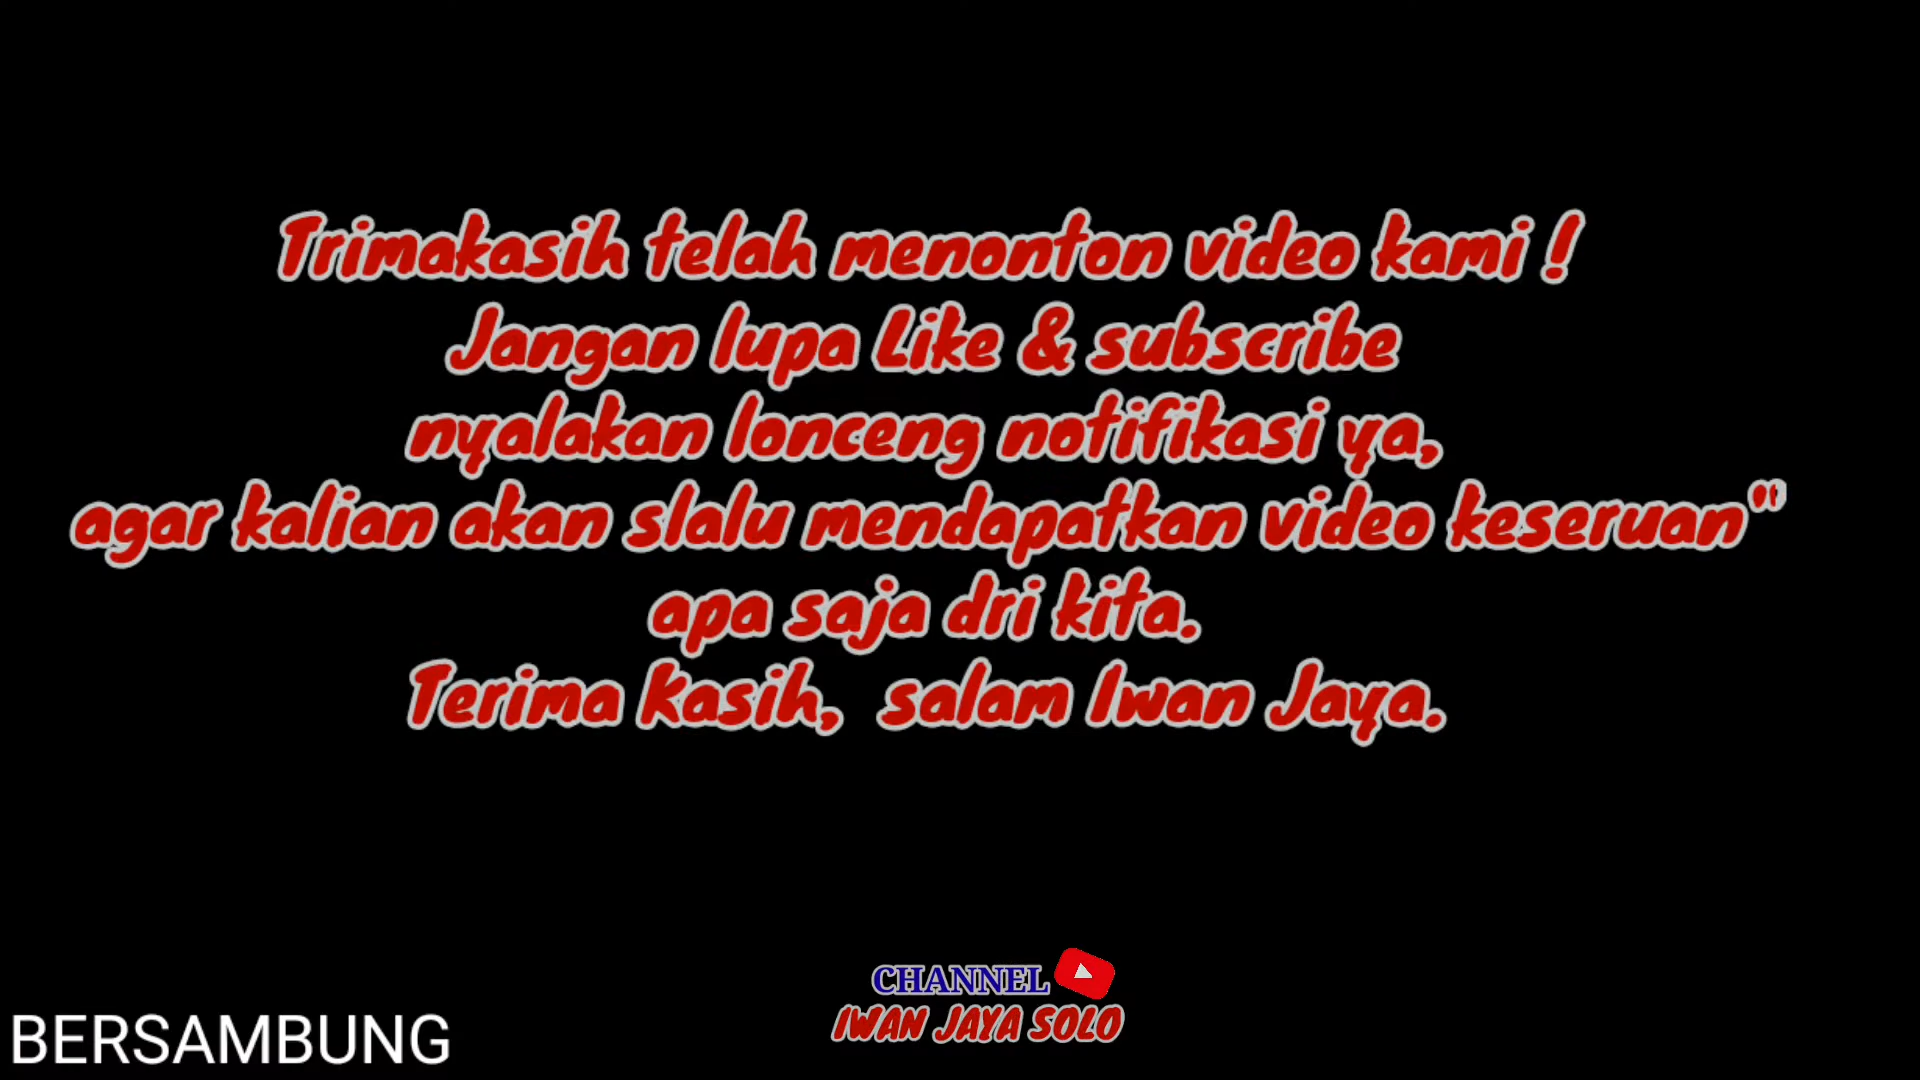 Trimakasih telah menonton video kami !
Jangan lupa Like & subscribe
nyalakan lonceng notifikasi ya,
agar kalian akan slalu mendapatkan video keseruan"
apa saja dri kita.
Terima Kasih, salam Iwan Jaya.
CHANNEL
IWAN JAYA SOLO
BERSAMBUNG